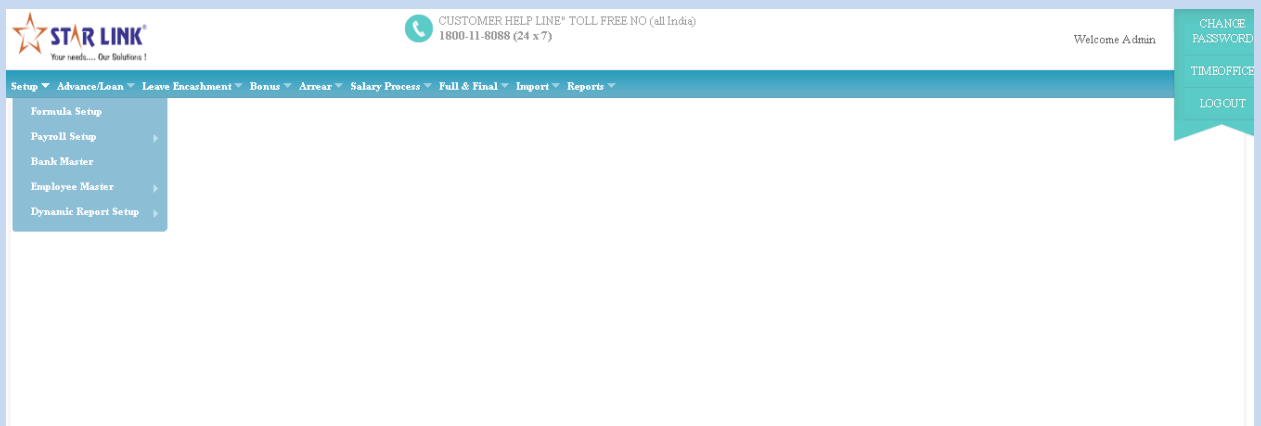 STAR LINK®
Your needs.... Our Solutions !
CUSTOMER HELP LINE" TOLL FREE NO (all India)
1800-11-8088 (24 x 7)
Welcome Admin
CHANGE
PASSWORD
TIMEOFFICE
LOGOUT
Setup Advance/Loan Leave Encashment Bonus Arrear Salary Process Full & Final Import Reports
Formula Setup
Payroll Setup
Bank Master
Employee Master
Dynamic Report Setup